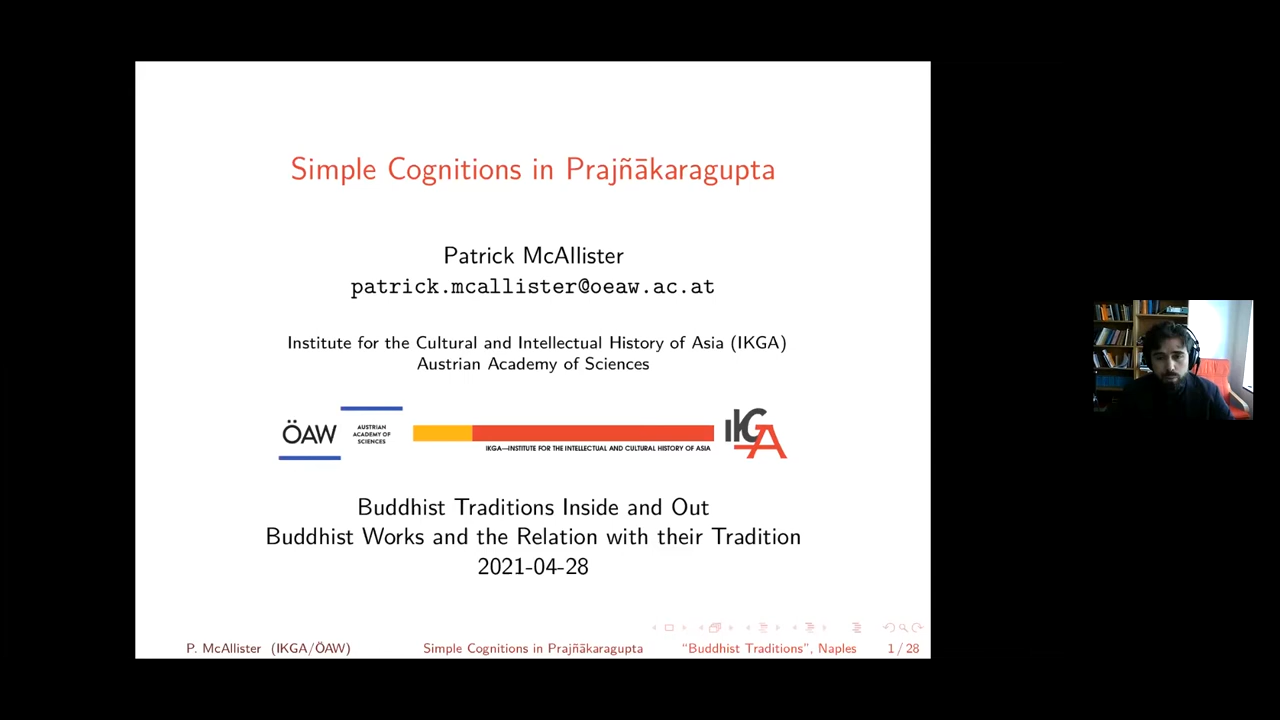 Simple Cognitions in Prajñākaragupta
Patrick McAllister
patrick.mcallister@oeaw.ac.at
Institute for the Cultural and Intellectual History of Asia (IKGA)
Austrian Academy of Sciences
ÖAW
AUSTRIAN
ACADEMY OF
SCIENCES
IKGA—INSTITUTE FOR THE INTELLECTUAL AND CULTURAL HISTORY OF ASIA
IKGA
Buddhist Traditions Inside and Out
Buddhist Works and the Relation with their Tradition
2021-04-28
P. McAllister (IKGA/ÖAW) Simple Cognitions in Prajñākaragupta “Buddhist Traditions”, Naples 1 / 28